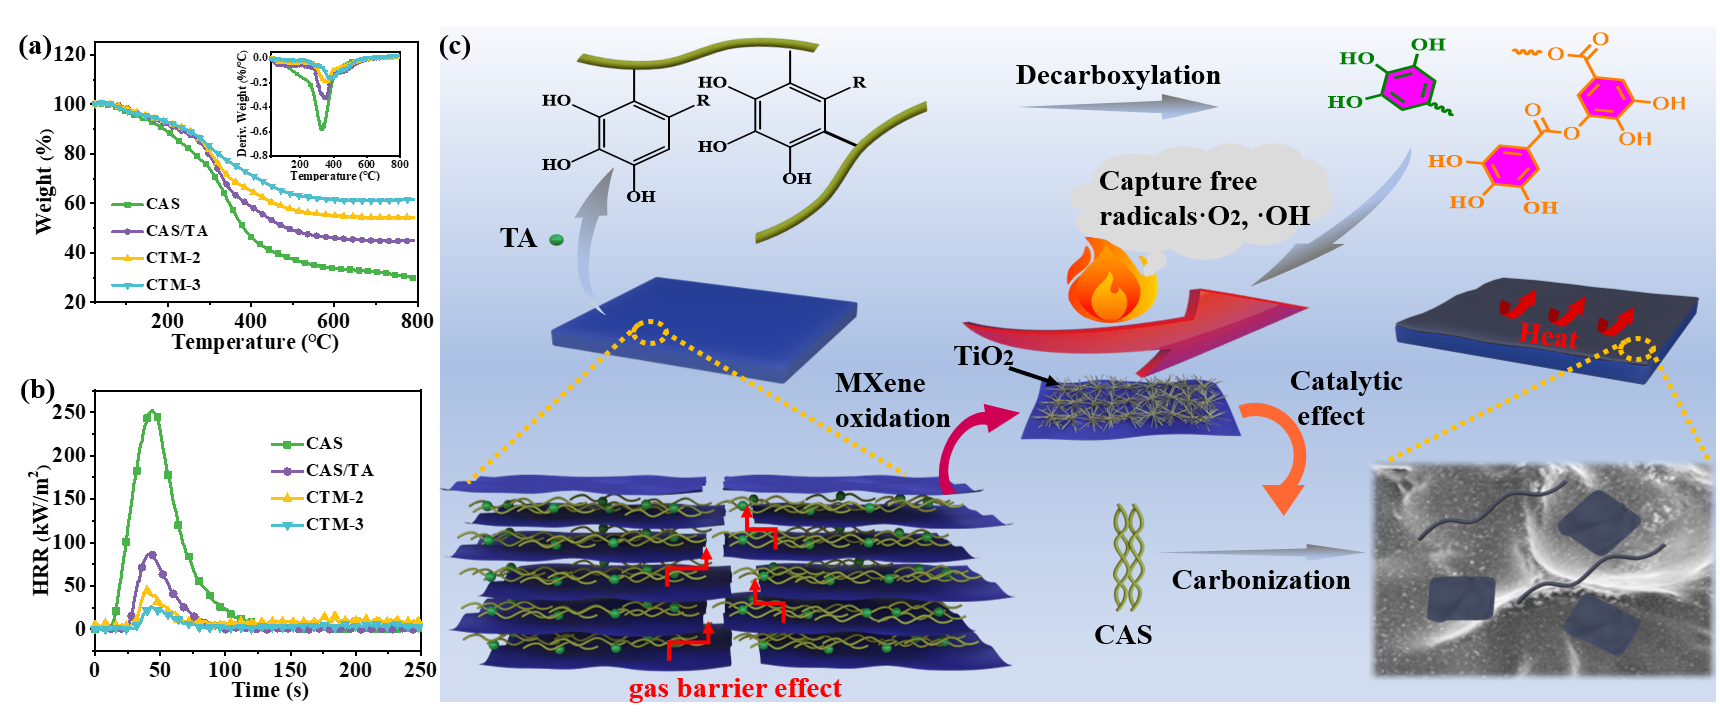 (a)
120
100
80
60
40
20
Weight (%)
CAS
CAS/TA
CTM-2
CTM-3
200
400
600
800
Temperature (°C)
0.0
-0.2
-0.4
-0.6
-0.8
Deriv. Weight (%/°C)
200
400
600
800
Temperature (°C)
(b)
250
200
150
100
50
0
HRR (kW/m²)
CAS
CAS/TA
CTM-2
CTM-3
0
50
100
150
200
250
Time (s)
(c)
HO
HO
OH
R
HO
HO
OH
R
Decarboxylation
OH
HO
HO
O
O
OH
OH
O
O
HO
HO
OH
TA
Capture free
radicals·O2, ·OH
Heat
TiO2
MXene
oxidation
Catalytic
effect
CAS
Carbonization
gas barrier effect